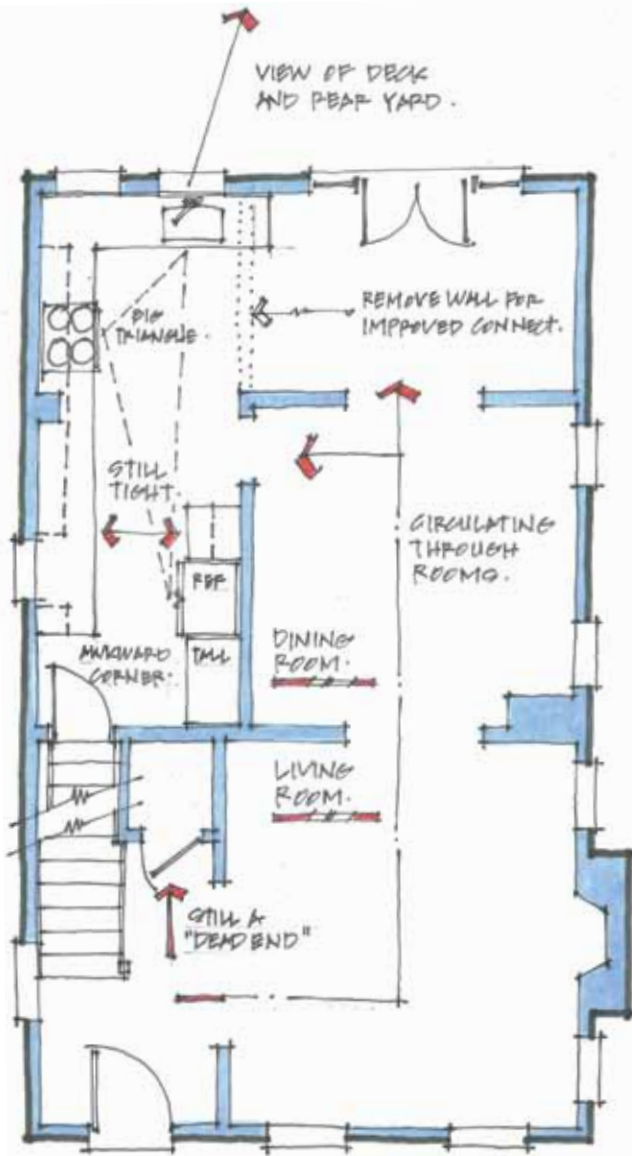 VIEW OF DECK
AND REAR YARD.
BIG
TRIANGLE.
REMOVE WALL FOR
IMPROVED CONNECT.
STILL
TIGHT.
CIRCULATING
THROUGH
ROOMS.
REF
DINING
ROOM.
AWKWARD
CORNER.
TALL
LIVING
ROOM.
STILL A
"DEAD END"